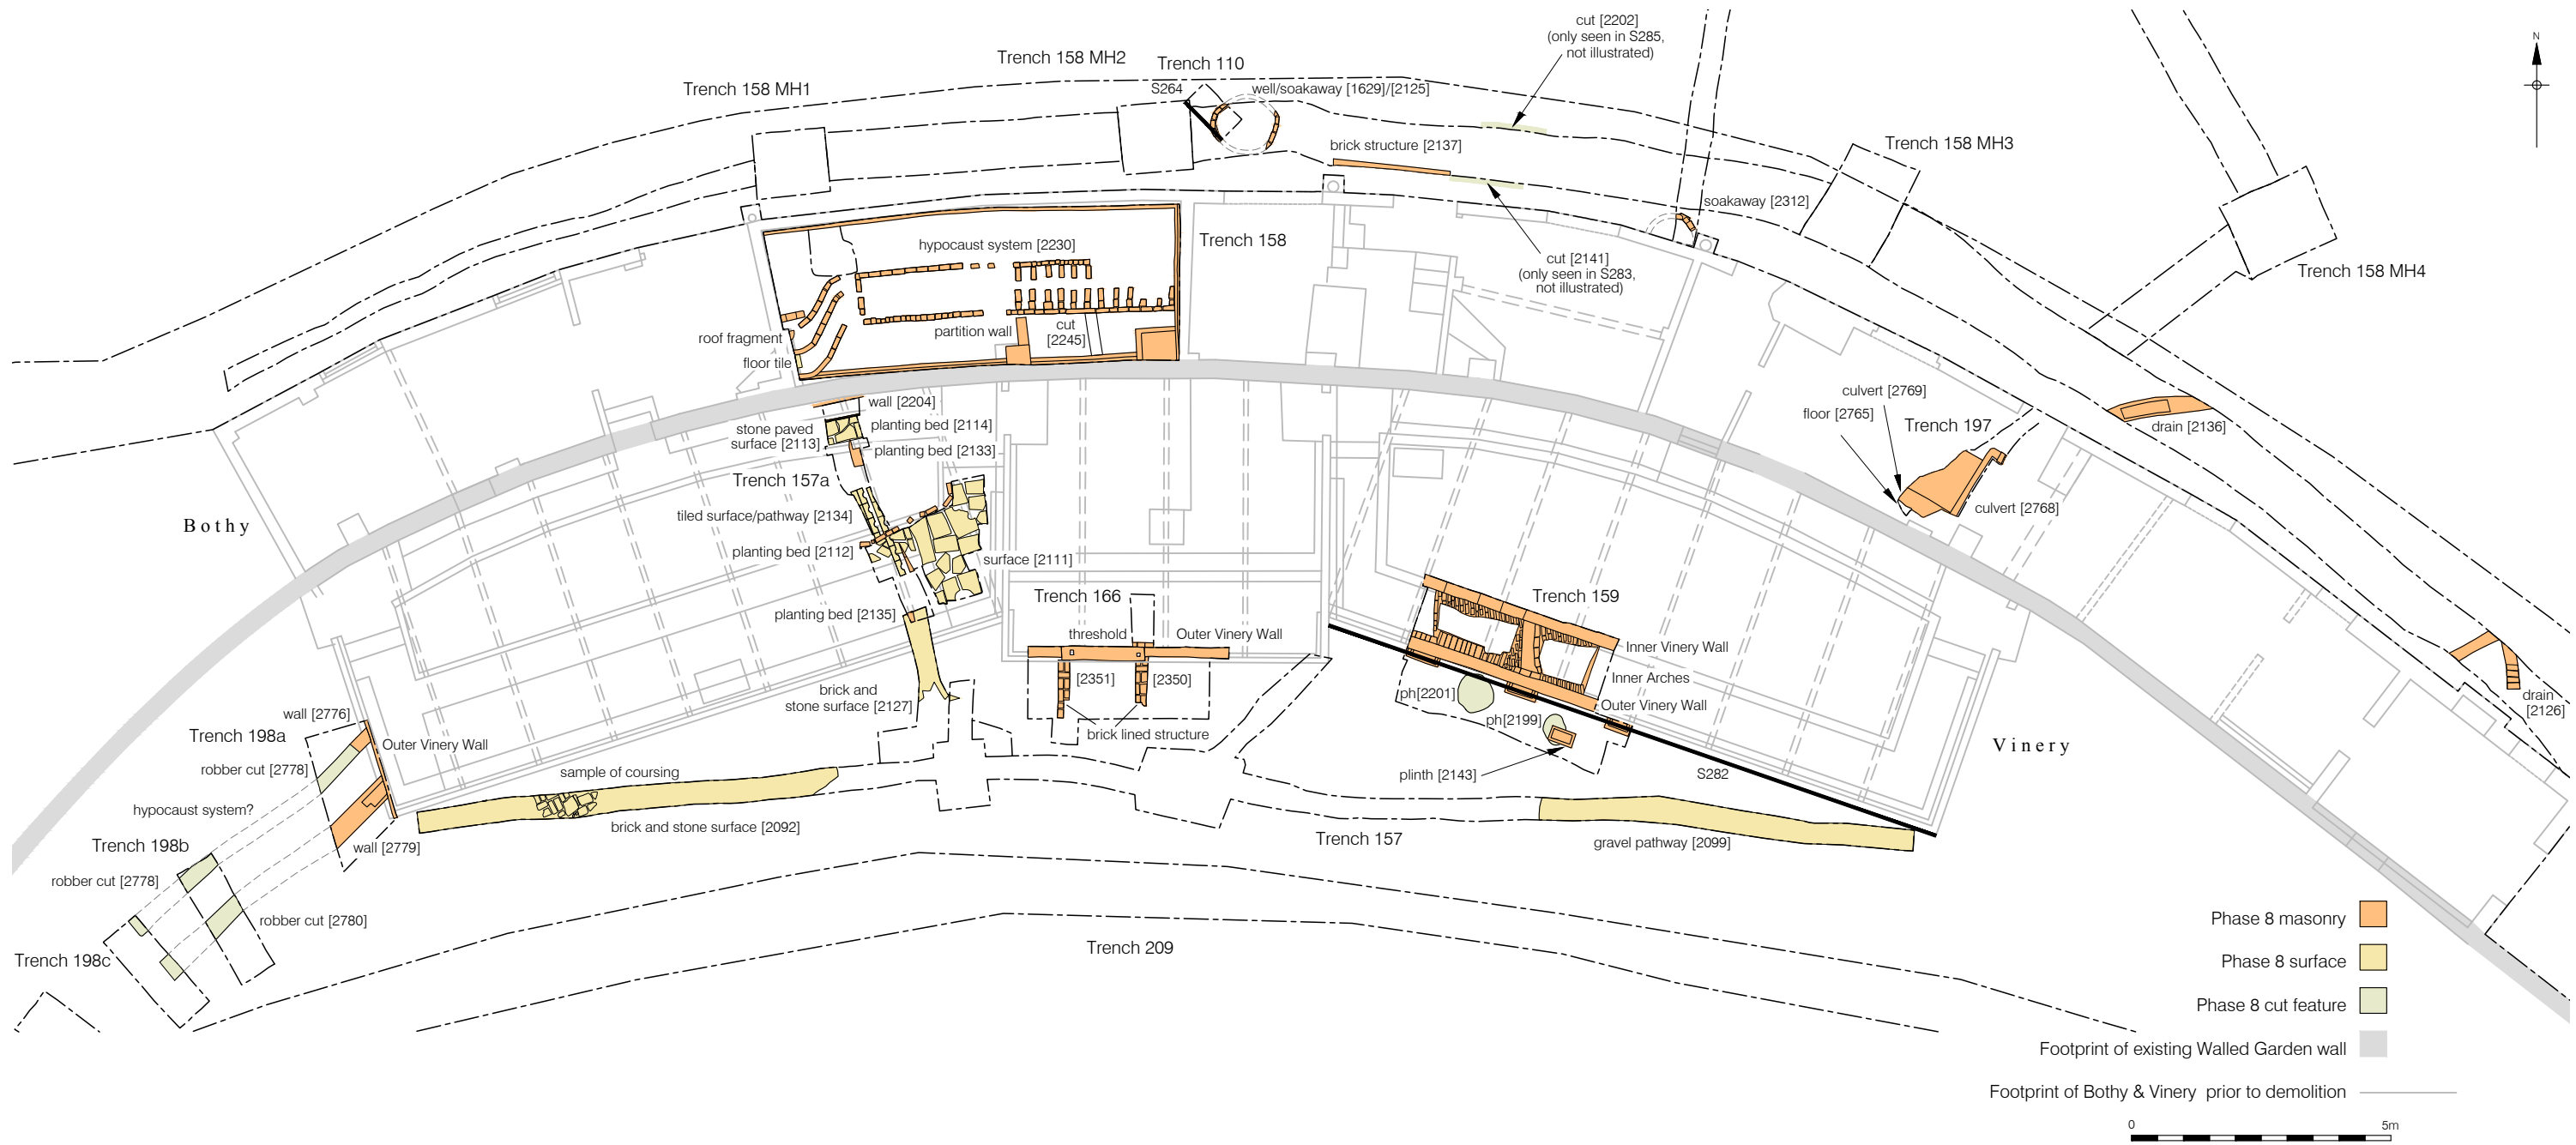 cut [2202]
(only seen in S285,
not illustrated)
N
Trench 158 MH2
Trench 110
Trench 158 MH1
S264
well/soakaway [1629]/[2125]
brick structure [2137]
Trench 158 MH3
soakaway [2312]
hypocaust system [2230]
Trench 158
cut [2141]
(only seen in S283,
not illustrated)
Trench 158 MH4
roof fragment
partition wall
cut
[2245]
floor tile
culvert [2769]
floor [2765]
Trench 197
drain [2136]
wall [2204]
stone paved
surface [2113]
planting bed [2114]
planting bed [2133]
Trench 157a
tiled surface/pathway [2134]
culvert [2768]
Bothy
planting bed [2112]
surface [2111]
Trench 166
Trench 159
planting bed [2135]
threshold
Outer Vinery Wall
Inner Vinery Wall
Inner Arches
[2351]
[2350]
brick and
stone surface [2127]
ph[2201]
Outer Vinery Wall
drain
[2126]
wall [2776]
ph[2199]
Trench 198a
Outer Vinery Wall
brick lined structure
Vinery
robber cut [2778]
sample of coursing
plinth [2143]
S282
hypocaust system?
brick and stone surface [2092]
Trench 157
gravel pathway [2099]
Trench 198b
wall [2779]
robber cut [2778]
robber cut [2780]
Phase 8 masonry
Trench 209
Trench 198c
Phase 8 surface
Phase 8 cut feature
Footprint of existing Walled Garden wall
Footprint of Bothy & Vinery prior to demolition
0
5m